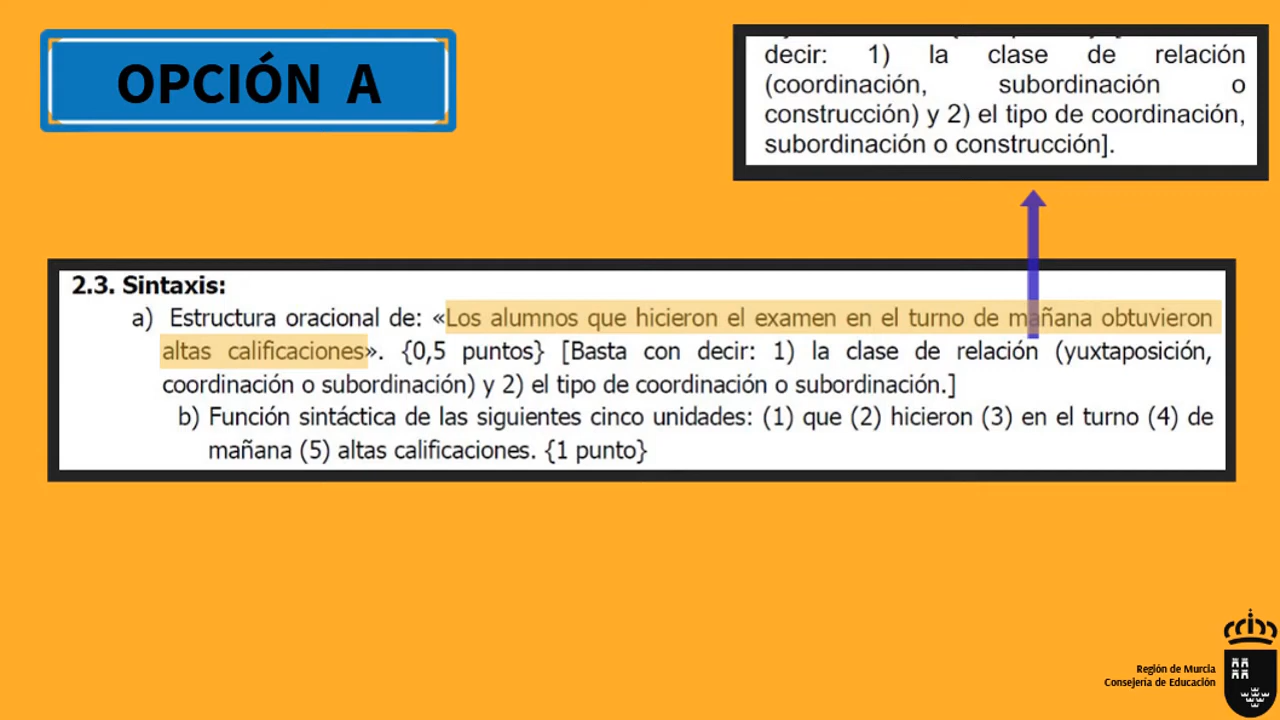 OPCIÓN A
decir: 1) la clase de relación
(coordinación, subordinación o
construcción) y 2) el tipo de coordinación,
subordinación o construcción].
2.3. Sintaxis:
a) Estructura oracional de: «Los alumnos que hicieron el examen en el turno de mañana obtuvieron
altas calificaciones». {0,5 puntos} [Basta con decir: 1) la clase de relación (yuxtaposición,
coordinación o subordinación) y 2) el tipo de coordinación o subordinación.]
b) Función sintáctica de las siguientes cinco unidades: (1) que (2) hicieron (3) en el turno (4) de
mañana (5) altas calificaciones. {1 punto}
Región de Murcia
Consejería de Educación